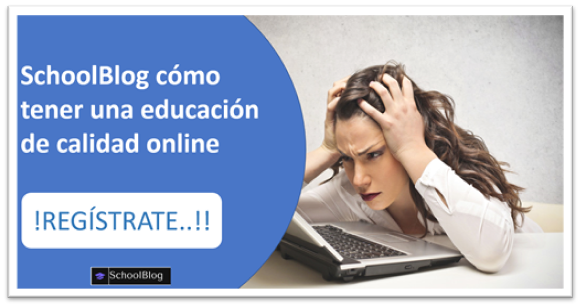 SchoolBlog cómo
tener una educación
de calidad online
!REGÍSTRATE..!!
SchoolBlog